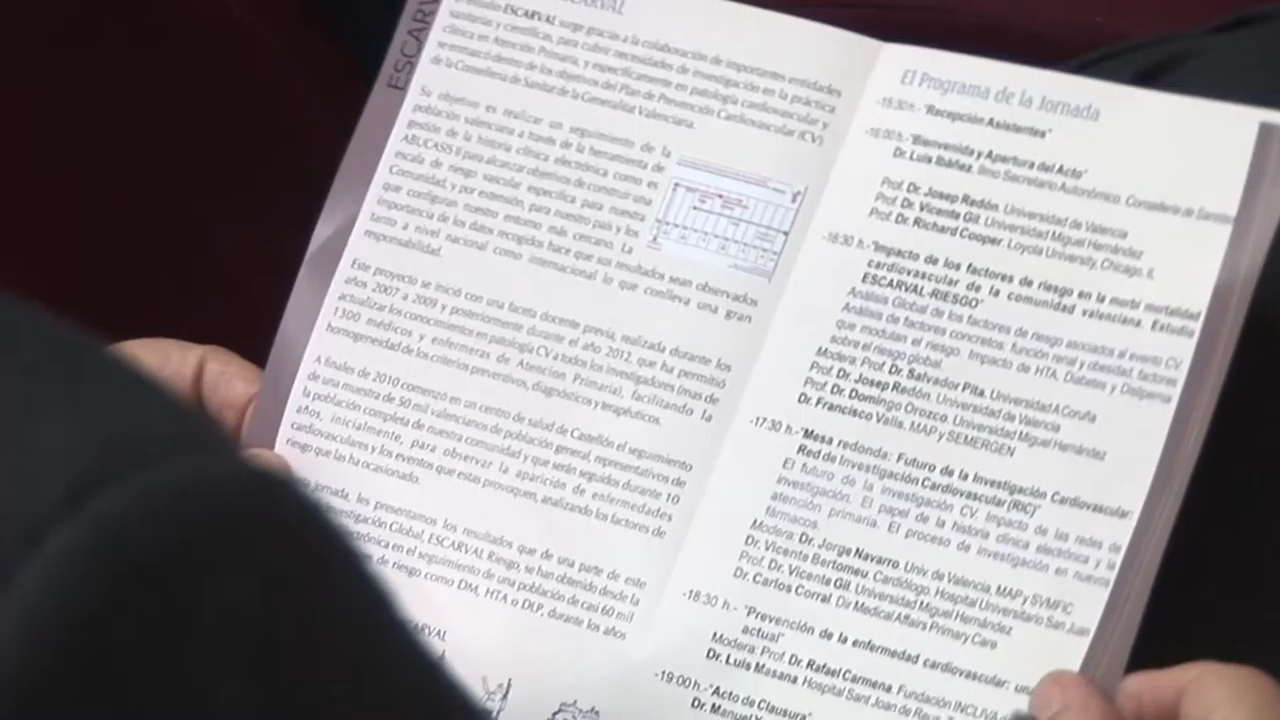 ESCARV
ESCARVAL
estudio ESCARVAL surge gracias a la colaboración de importantes entidades
sanitarias y científicas, para cubrir necesidades de investigación en la práctica
clínica en Atención Primaria, y específicamente en patología cardiovascular y
se enmarcó dentro de los objetivos del Plan de Prevención Cardiovascular (CV)
de la Conselleria de Sanitat de la Generalitat Valenciana.
Su objetivo es realizar un seguimiento de la
población valenciana a través de la herramienta de
gestión de la historia clínica electrónica como es
ABUCASIS II para alcanzar objetivos de construir una
escala de riesgo vascular específica para nuestra
Comunidad, y por extensión, para nuestro país y los
que configuran nuestro entorno más cercano. La
importancia de los datos recogidos hace que sus resultados sean observados
tanto a nivel nacional como internacional lo que conlleva una gran
responsabilidad.
Este proyecto se inició con una faceta docente previa, realizada durante los
años 2007 a 2009 y posteriormente durante el año 2012, que ha permitió
actualizar los conocimientos en patología CV a todos los investigadores (mas de
1300 médicos y enfermeras de Atencion Primaria), facilitando la
homogeneidad de los criterios preventivos, diagnósticos y terapéuticos.
A finales de 2010 comenzó en un centro de salud de Castellón el seguimiento
de una muestra de 50 mil valencianos de población general, representativos de
la población completa de nuestra comunidad y que serán seguidos durante 10
años, inicialmente, para observar la aparición de enfermedades
cardiovasculares y los eventos que estas provoquen, analizando los factores de
riesgo que las ha ocasionado.
jornada, les presentamos los resultados que de una parte de este
Investigación Global, ESCARVAL Riesgo, se han obtenido desde la
electrónica en el seguimiento de una población de casi 60 mil
de riesgo como DM, HTA o DLP, durante los años
El Programa de la Jornada
-15:30 h.- "Recepción Asistentes"
-16:00 h.- "Bienvenida y Apertura del Acto"
Dr. Luis Ibáñez. Ilmo Secretario Autonómico. Conselleria de Sanitat
Prof. Dr. Josep Redón. Universidad de Valencia
Prof. Dr. Vicente Gil. Universidad Miguel Hernández
Prof. Dr. Richard Cooper. Loyola University, Chicago, IL
-16:30 h.- "Impacto de los factores de riesgo en la morbi mortalidad
cardiovascular de la comunidad valenciana. Estudio
ESCARVAL-RIESGO"
Análisis Global de los factores de riesgo asociados al evento CV
Análisis de factores concretos: función renal y obesidad, factores
que modulan el riesgo. Impacto de HTA, Diabetes y Dislipemia
sobre el riesgo global.
Modera: Prof. Dr. Salvador Pita. Universidad A Coruña
Prof. Dr. Josep Redón. Universidad de Valencia
Prof. Dr. Domingo Orozco. Universidad Miguel Hernández
Dr. Francisco Valls. MAP y SEMERGEN
-17:30 h.- "Mesa redonda: Futuro de la Investigación Cardiovascular:
Red de Investigación Cardiovascular (RIC)"
El futuro de la investigación CV. Impacto de las redes de
investigación. El papel de la historia clínica electrónica y la
atención primaria. El proceso de investigación en nuevos
fármacos.
Modera: Dr. Jorge Navarro. Univ. de Valencia, MAP y SVMFIC
Dr. Vicente Bertomeu. Cardiólogo. Hospital Universitario San Juan
Prof. Dr. Vicente Gil. Universidad Miguel Hernández
Dr. Carlos Corral. Dir Medical Affairs Primary Care
-18:30 h.- "Prevención de la enfermedad cardiovascular: un
actual"
Modera: Prof. Dr. Rafael Carmena. Fundación INCLIVA
Dr. Luis Masana. Hospital Sant Joan de Reus.
-19:00 h.- "Acto de Clausura"
Dr. Manuel